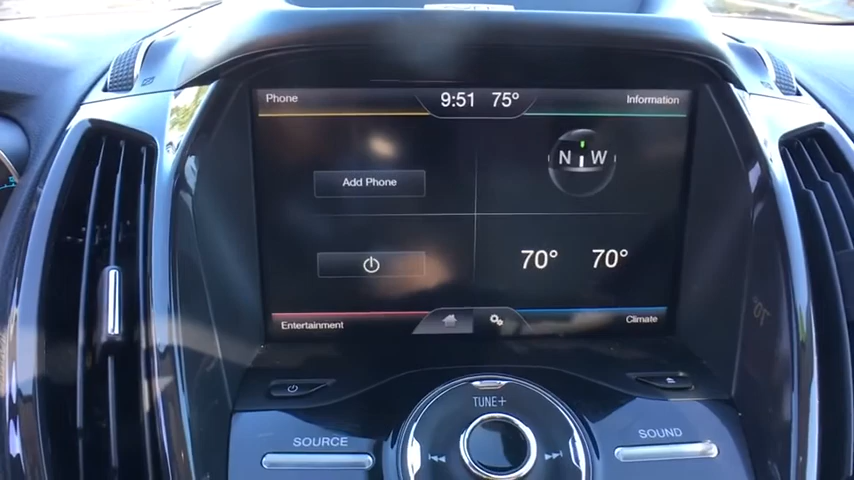 Phone
9:51 75°
Information
Add Phone
N W
70° 70°
Entertainment
Climate
TUNE+
SOURCE
SOUND